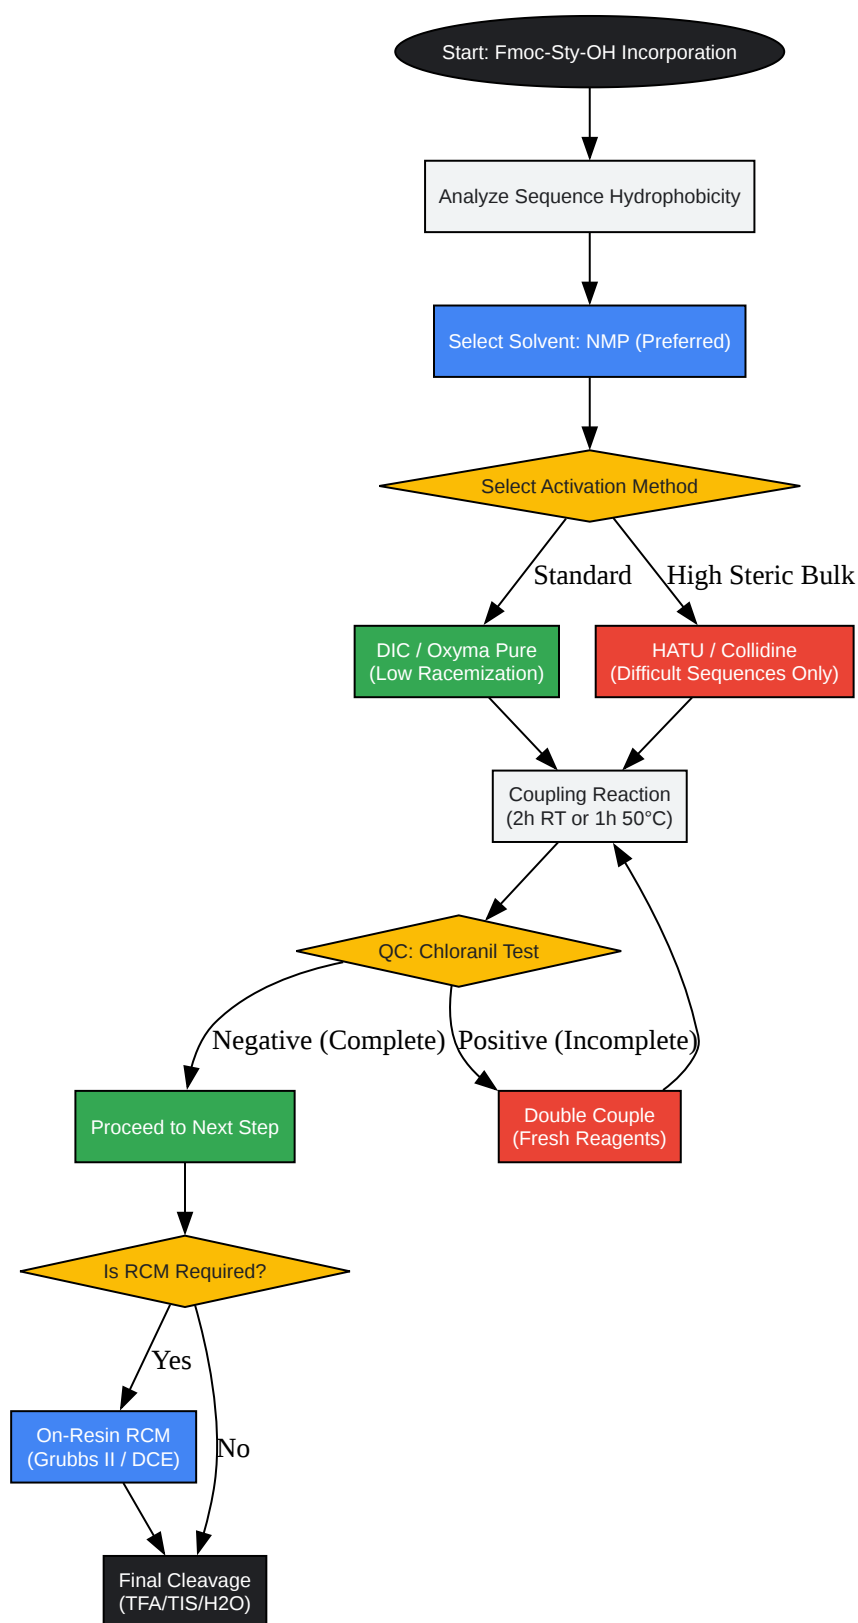 Start: Fmoc-Sty-OH Incorporation
Analyze Sequence Hydrophobicity
Select Solvent: NMP (Preferred)
Select Activation Method
Standard
High Steric Bulk
DIC / Oxyma Pure
(Low Racemization)
HATU / Collidine
(Difficult Sequences Only)
Coupling Reaction
(2h RT or 1h 50°C)
QC: Chloranil Test
Negative (Complete)
Positive (Incomplete)
Proceed to Next Step
Double Couple
(Fresh Reagents)
Is RCM Required?
Yes
No
On-Resin RCM
(Grubbs II / DCE)
Final Cleavage
(TFA/TIS/H2O)